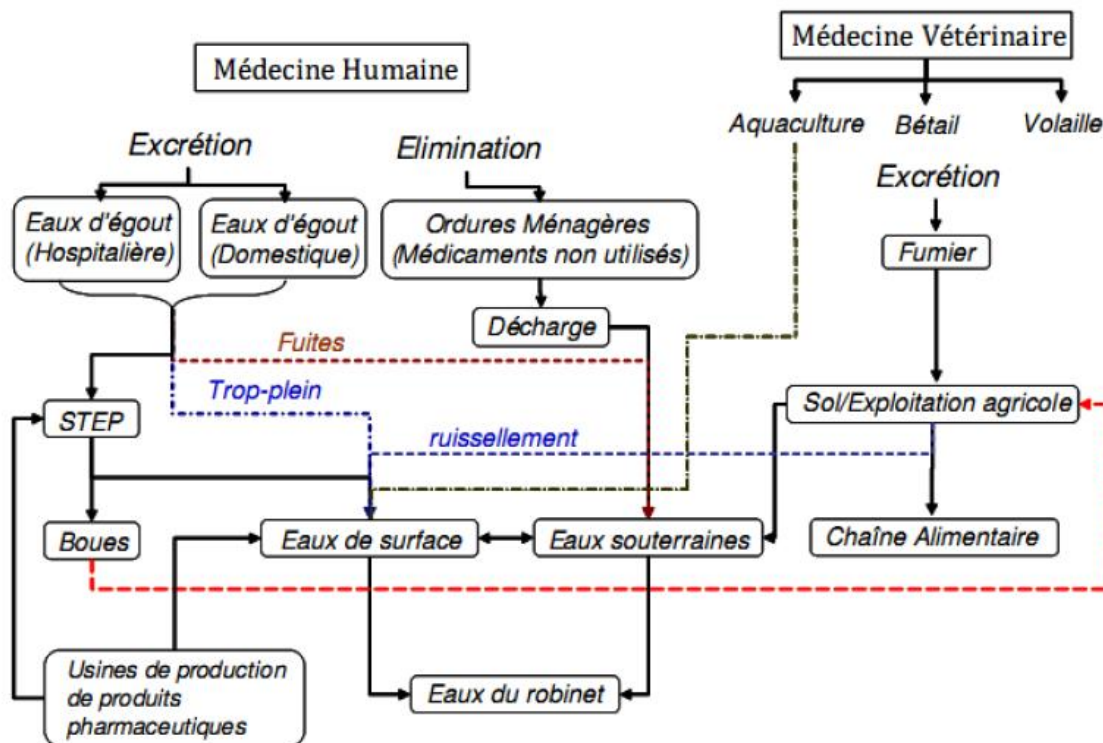 Médecine Humaine
Médecine Vétérinaire
Aquaculture
Bétail
Volaille
Excrétion
Elimination
Excrétion
Eaux d'égout
(Hospitalière)
Eaux d'égout
(Domestique)
Ordures Ménagères
(Médicaments non utilisés)
Fumier
Décharge
Fuites
Trop-plein
STEP
Sol/Exploitation agricole
ruissellement
Boues
Eaux de surface
Eaux souterraines
Chaîne Alimentaire
Usines de production
de produits
pharmaceutiques
Eaux du robinet